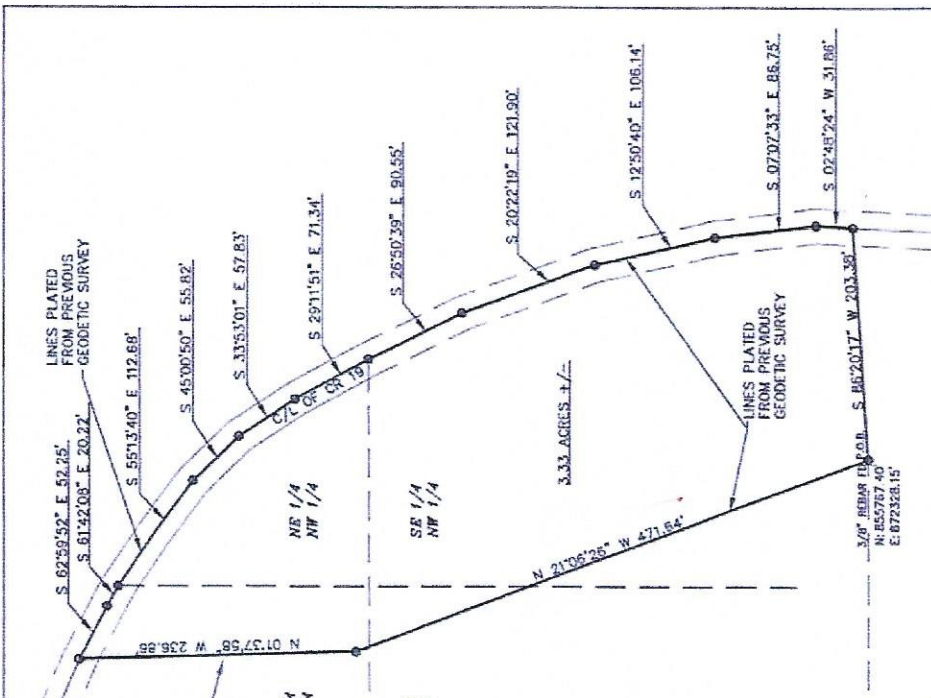 LINES PLATED
FROM PREVIOUS
GEODETIC SURVEY
S 62°59'52" E 52.25'
S 61°42'08" E 20.22'
S 55°13'40" E 112.68'
S 45°00'50" E 55.82'
S 33°53'01" E 57.83'
S 29°11'51" E 71.34'
S 26°50'39" E 90.55'
S 20°22'19" E 121.90'
S 12°50'40" E 106.14'
S 07°07'33" E 86.75'
S 02°48'24" W 31.86'
C/L OF CR 19
NE 1/4
NW 1/4
SE 1/4
NW 1/4
3.33 ACRES +/-
LINES PLATED
FROM PREVIOUS
GEODETIC SURVEY
S 86°20'17" W 203.38'
N 21°06'26" W 471.64'
N 01°37'58" W 236.86'
3/8" REBAR FD. P.O.B.
N: 855767.40'
E: 672328.15'